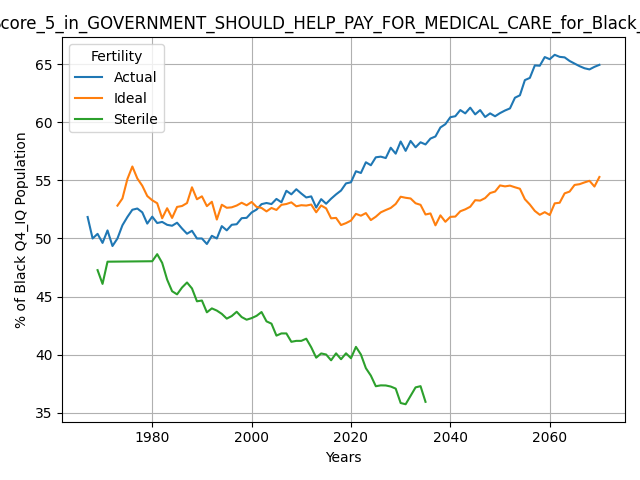 core_5_in_GOVERNMENT_SHOULD_HELP_PAY_FOR_MEDICAL_CARE_for_Black_
Fertility
Actual
Ideal
Sterile
% of Black Q4_IQ Population
65
60
55
50
45
40
35
1980
2000
2020
2040
2060
Years